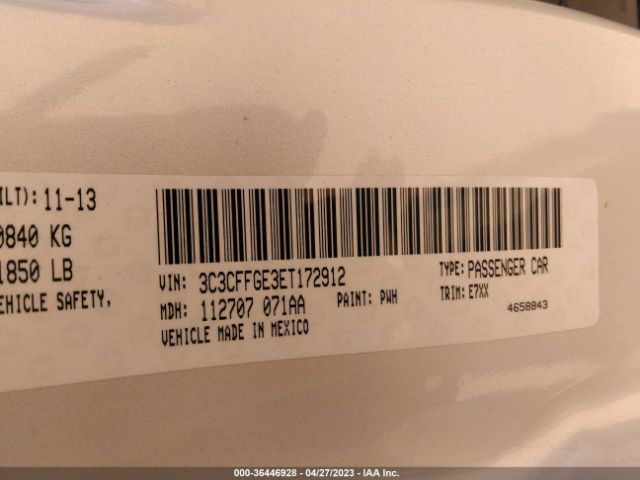 ILT): 11-13
0840 KG
1850 LB
EHICLE SAFETY,
VIN: 3C3CFFGE3ET172912
TYPE: PASSENGER CAR
MDH: 112707 071AA
PAINT: PWH
TRIM: E7XX
VEHICLE MADE IN MEXICO
4658843
000-36446928 - 04/27/2023 - IAA Inc.